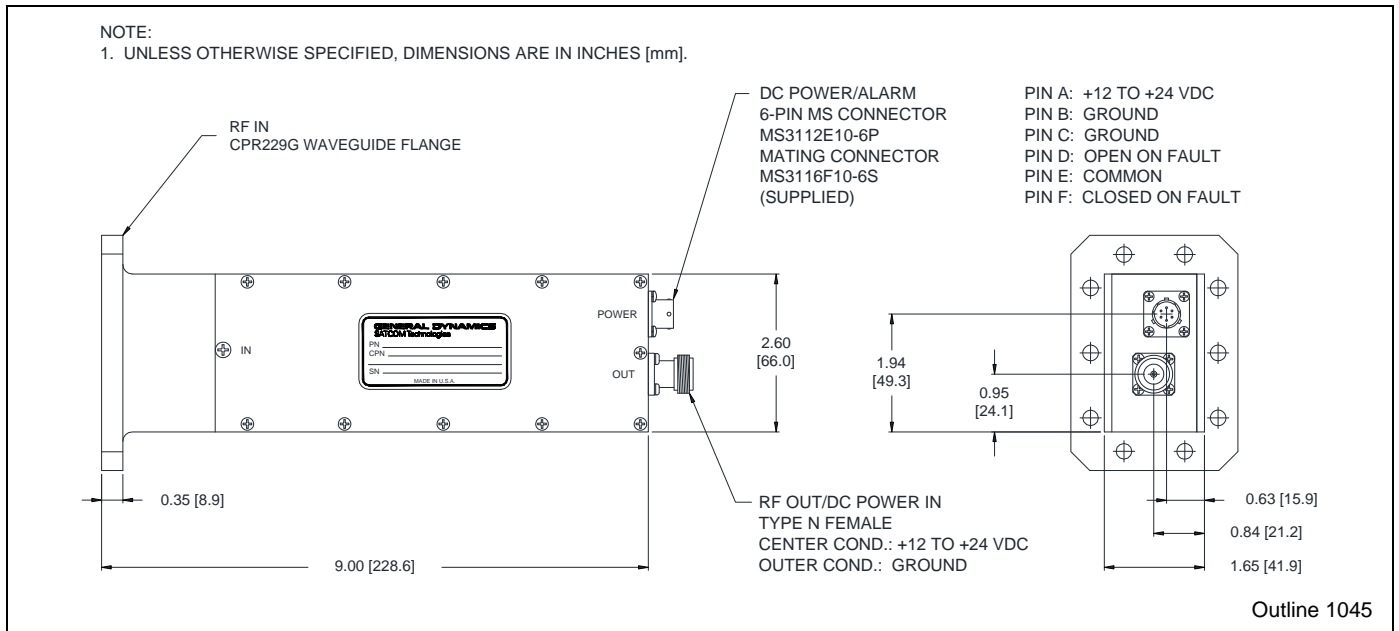 NOTE:
1. UNLESS OTHERWISE SPECIFIED, DIMENSIONS ARE IN INCHES [mm].
RF IN
CPR229G WAVEGUIDE FLANGE
DC POWER/ALARM
6-PIN MS CONNECTOR
MS3112E10-6P
MATING CONNECTOR
MS3116F10-6S
(SUPPLIED)
PIN A: +12 TO +24 VDC
PIN B: GROUND
PIN C: GROUND
PIN D: OPEN ON FAULT
PIN E: COMMON
PIN F: CLOSED ON FAULT
POWER
GENERAL DYNAMICS
SATCOM Technologies
PN
CPN
SN
MADE IN U.S.A.
IN
OUT
2.60
[66.0]
1.94
[49.3]
0.95
[24.1]
0.35 [8.9]
9.00 [228.6]
RF OUT/DC POWER IN
TYPE N FEMALE
CENTER COND.: +12 TO +24 VDC
OUTER COND.: GROUND
0.63 [15.9]
0.84 [21.2]
1.65 [41.9]
Outline 1045